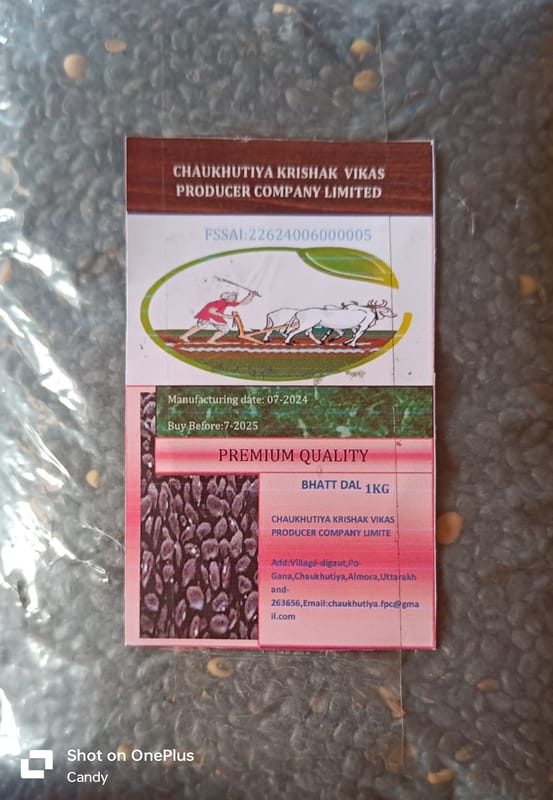 CHAUKHUTIYA KRISHAK VIKAS
PRODUCER COMPANY LIMITED
FSSAI:22624006000005
Manufacturing date: 07-2024
Buy Before:7-2025
PREMIUM QUALITY
BHATT DAL 1KG
CHAUKHUTIYA KRISHAK VIKAS
PRODUCER COMPANY LIMITE
Add:Village-digaut,Po-
Gana,Chaukhutiya,Almora,Uttarakh
and-
263656,Email:chaukhutiya.fpc@gma
il.com
Shot on OnePlus
Candy